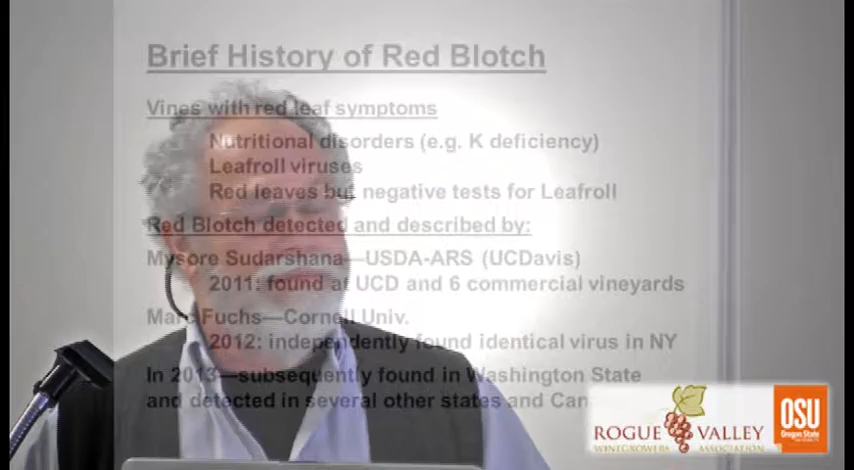 Brief History of Red Blotch
Vines with red leaf symptoms
Nutritional disorders (e.g. K deficiency)
Leafroll viruses
Red leaves but negative tests for Leafroll
Red Blotch detected and described by:
Mysore Sudarshana—USDA-ARS (UCDavis)
2011: found at UCD and 6 commercial vineyards
Marc Fuchs—Cornell Univ.
2012: independently found identical virus in NY
In 2013—subsequently found in Washington State
and detected in several other states and Can
ROGUE VALLEY
WINEGROWERS ASSOCIATION
OSU
Oregon State